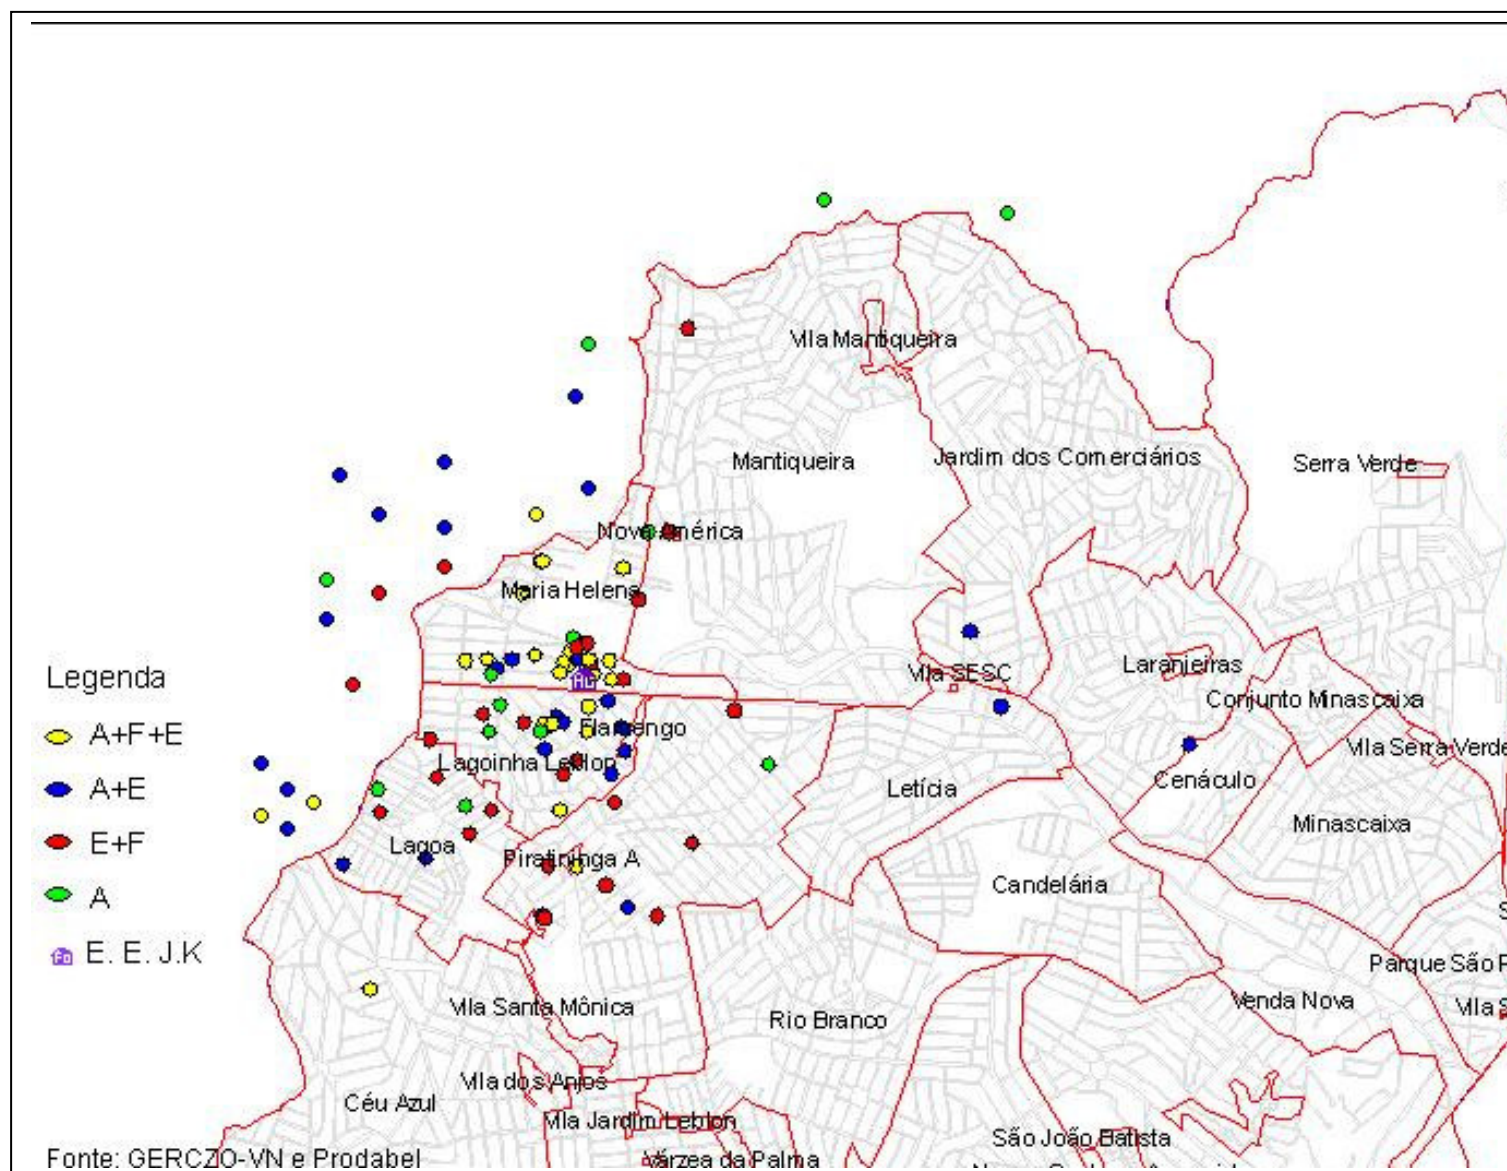 Vila Mantiqueira
Mantiqueira
Jardim dos Comerciários
Serra Verde
Nova América
Maria Helena
Legenda
A+F+E
A+E
E+F
A
E. E. J.K
Vila SESC
Laranjeiras
Conjunto Minascaixa
Flamengo
Vila Serra Verde
Lagoinha Leblon
Letícia
Cenáculo
Minascaixa
Lagoa
Piratininga A
Candelária
Parque São P
Vila Santa Mônica
Rio Branco
Venda Nova
Vila S
Vila dos Anjos
Céu Azul
Vila Jardim Leblon
São João Batista
Fonte: GERCZO-VN e Prodabel
Várzea da Palma